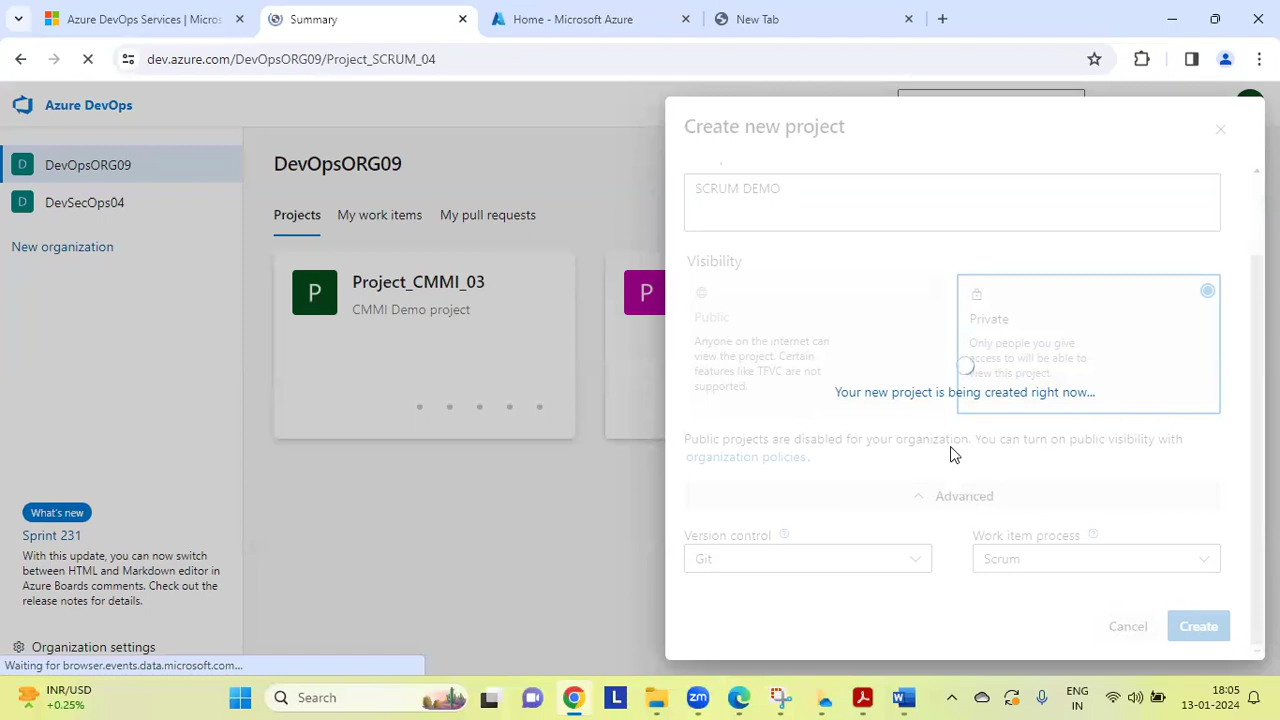 Azure DevOps Services | Micros
Summary
Home - Microsoft Azure
New Tab
dev.azure.com/DevOpsORG09/Project_SCRUM_04
Azure DevOps
D DevOpsORG09
D DevSecOps04
New organization
What's new
Sprint 231
With this update, you can now switch
between HTML and Markdown editor in
Azure Boards comments. Check out the
release notes for details.
Organization settings
Waiting for browser.events.data.microsoft.com...
DevOpsORG09
Projects My work items My pull requests
P Project_CMMI_03
CMMI Demo project
P
Create new project
SCRUM DEMO
Visibility
Public
Anyone on the internet can
view the project. Certain
features like TFVC are not
supported.
Private
Only people you give
access to will be able to
view this project.
Your new project is being created right now...
Public projects are disabled for your organization. You can turn on public visibility with
organization policies.
Advanced
Version control
Git
Work item process
Scrum
Cancel Create
INR/USD
+0.25%
Search
L
zm
W
ENG
IN
18:05
13-01-2024